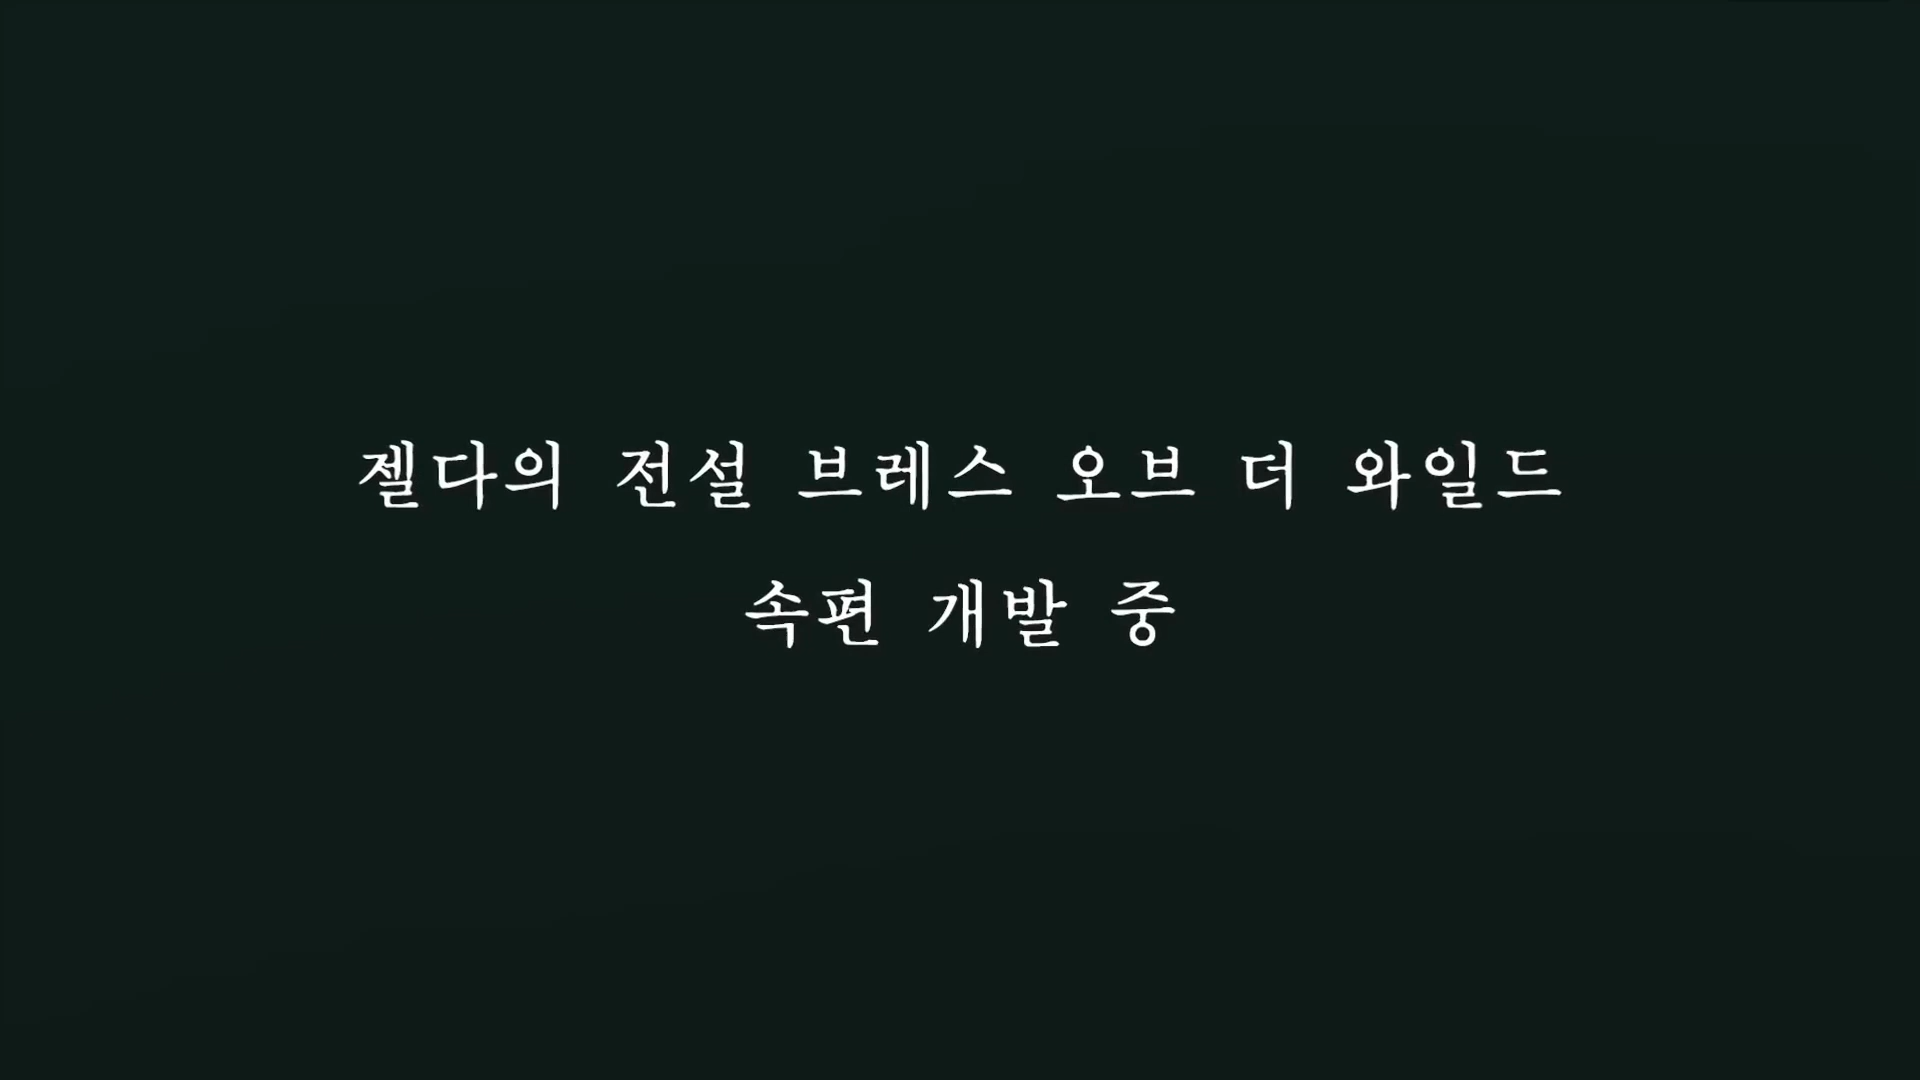 젤다의 전설 브레스 오브 더 와일드
속편 개발 중